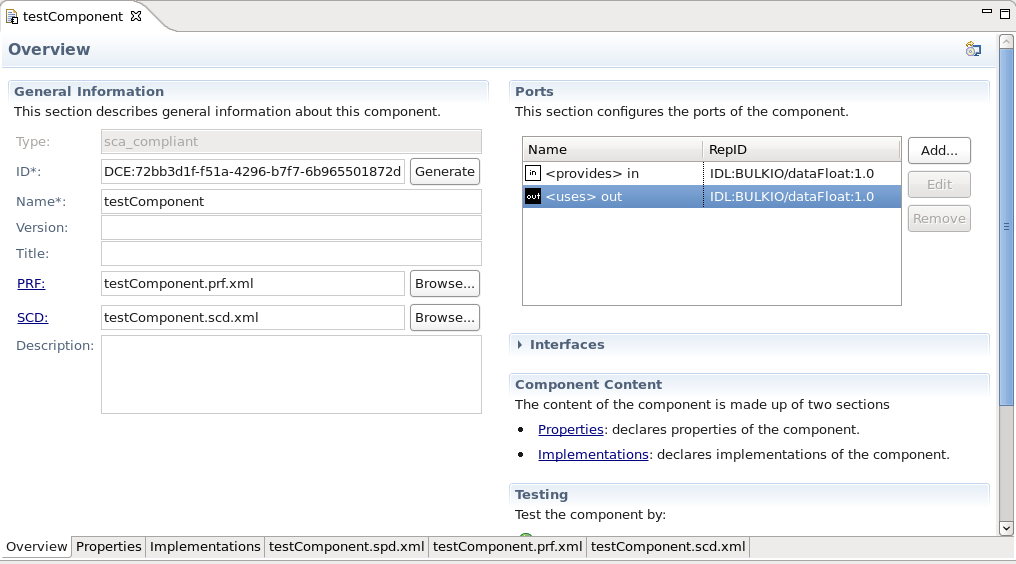 testComponent
Overview
General Information
This section describes general information about this component.
Type: sca_compliant
ID*: DCE:72bb3d1f-f51a-4296-b7f7-6b965501872d Generate
Name*: testComponent
Version:
Title:
PRF: testComponent.prf.xml Browse...
SCD: testComponent.scd.xml Browse...
Description:
Ports
This section configures the ports of the component.
Name RepID
in <provides> in IDL:BULKIO/dataFloat:1.0
out <uses> out IDL:BULKIO/dataFloat:1.0
Add...
Edit
Remove
Interfaces
Component Content
The content of the component is made up of two sections
• Properties: declares properties of the component.
• Implementations: declares implementations of the component.
Testing
Test the component by:
Overview Properties Implementations testComponent.spd.xml testComponent.prf.xml testComponent.scd.xml